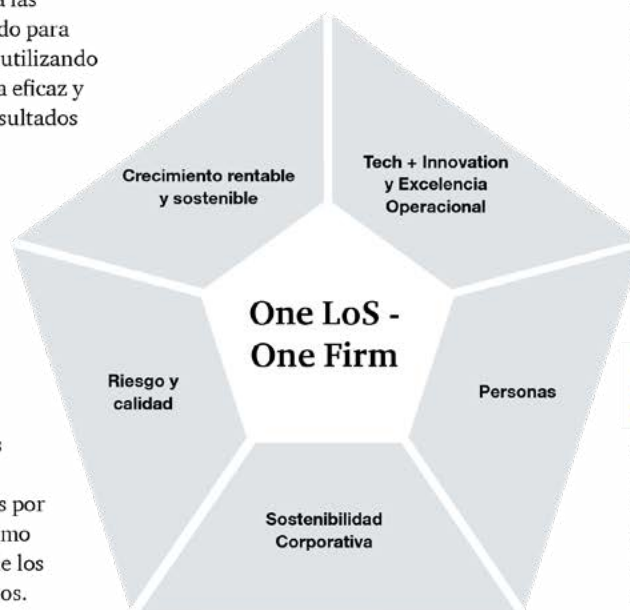 a las
do para
utilizando
a eficaz y
sultados
Crecimiento rentable
y sostenible
Tech + Innovation
y Excelencia
Operacional
One LoS -
One Firm
Riesgo y
calidad
Personas
Sostenibilidad
Corporativa
s
s por
mo
e los
os.